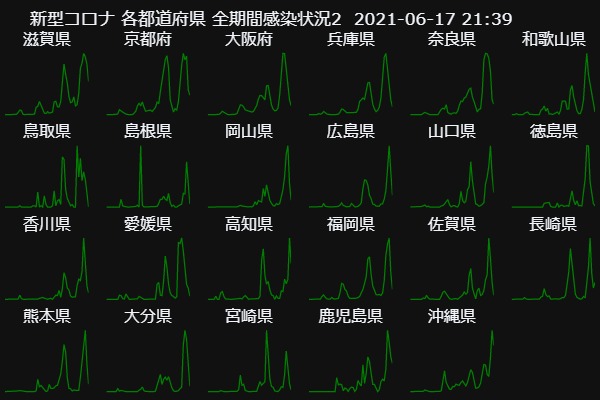 新型コロナ 各都道府県 全期間感染状況2 2021-06-17 21:39
滋賀県 京都府 大阪府 兵庫県 奈良県 和歌山県
鳥取県 島根県 岡山県 広島県 山口県 徳島県
香川県 愛媛県 高知県 福岡県 佐賀県 長崎県
熊本県 大分県 宮崎県 鹿児島県 沖縄県